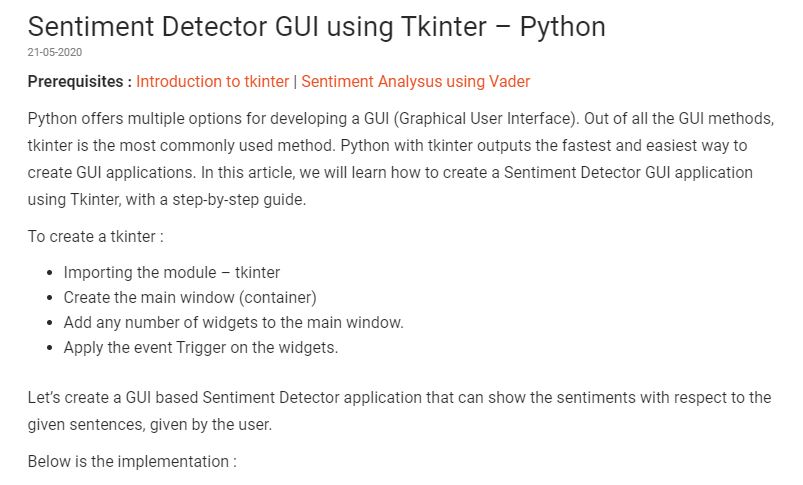 Sentiment Detector GUI using Tkinter – Python
21-05-2020
Prerequisites : Introduction to tkinter | Sentiment Analysus using Vader
Python offers multiple options for developing a GUI (Graphical User Interface). Out of all the GUI methods,
tkinter is the most commonly used method. Python with tkinter outputs the fastest and easiest way to
create GUI applications. In this article, we will learn how to create a Sentiment Detector GUI application
using Tkinter, with a step-by-step guide.
To create a tkinter :
• Importing the module – tkinter
• Create the main window (container)
• Add any number of widgets to the main window.
• Apply the event Trigger on the widgets.
Let’s create a GUI based Sentiment Detector application that can show the sentiments with respect to the
given sentences, given by the user.
Below is the implementation :